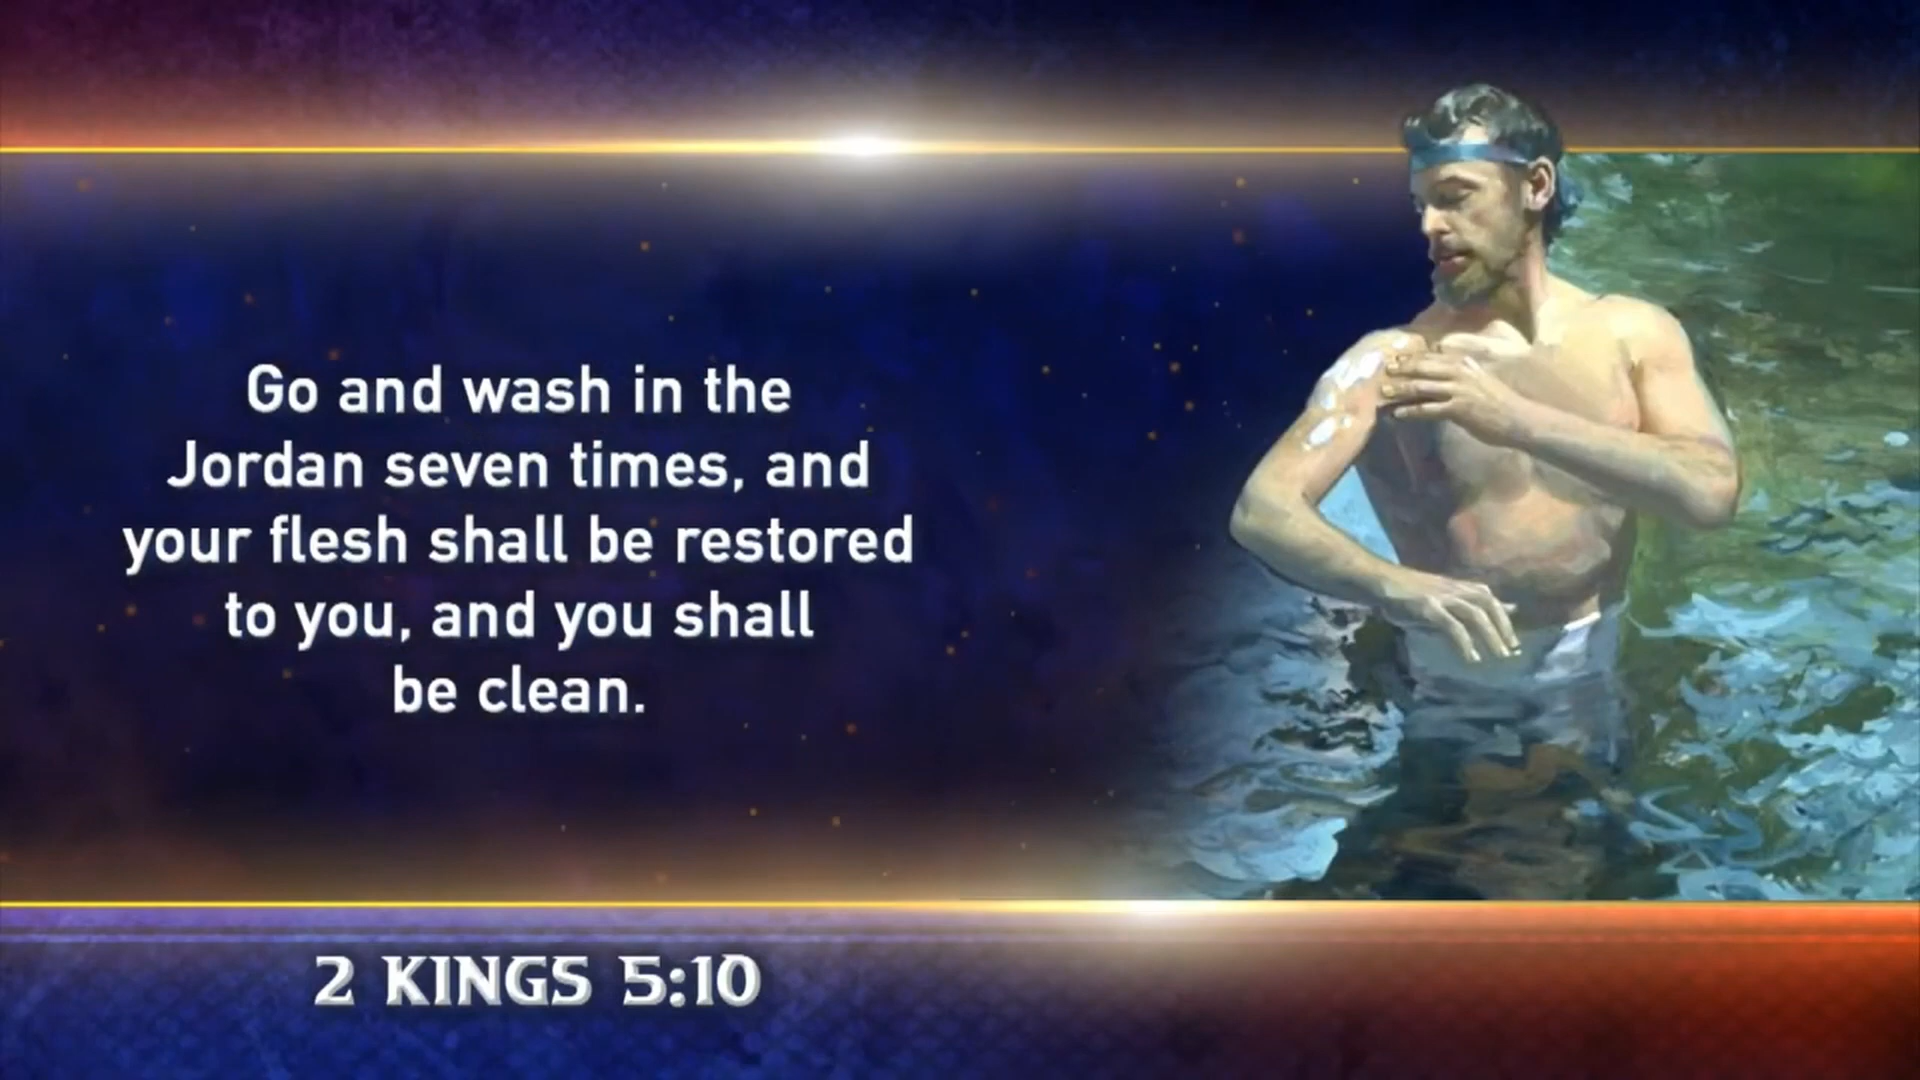 Go and wash in the
Jordan seven times, and
your flesh shall be restored
to you, and you shall
be clean.
2 KINGS 5:10